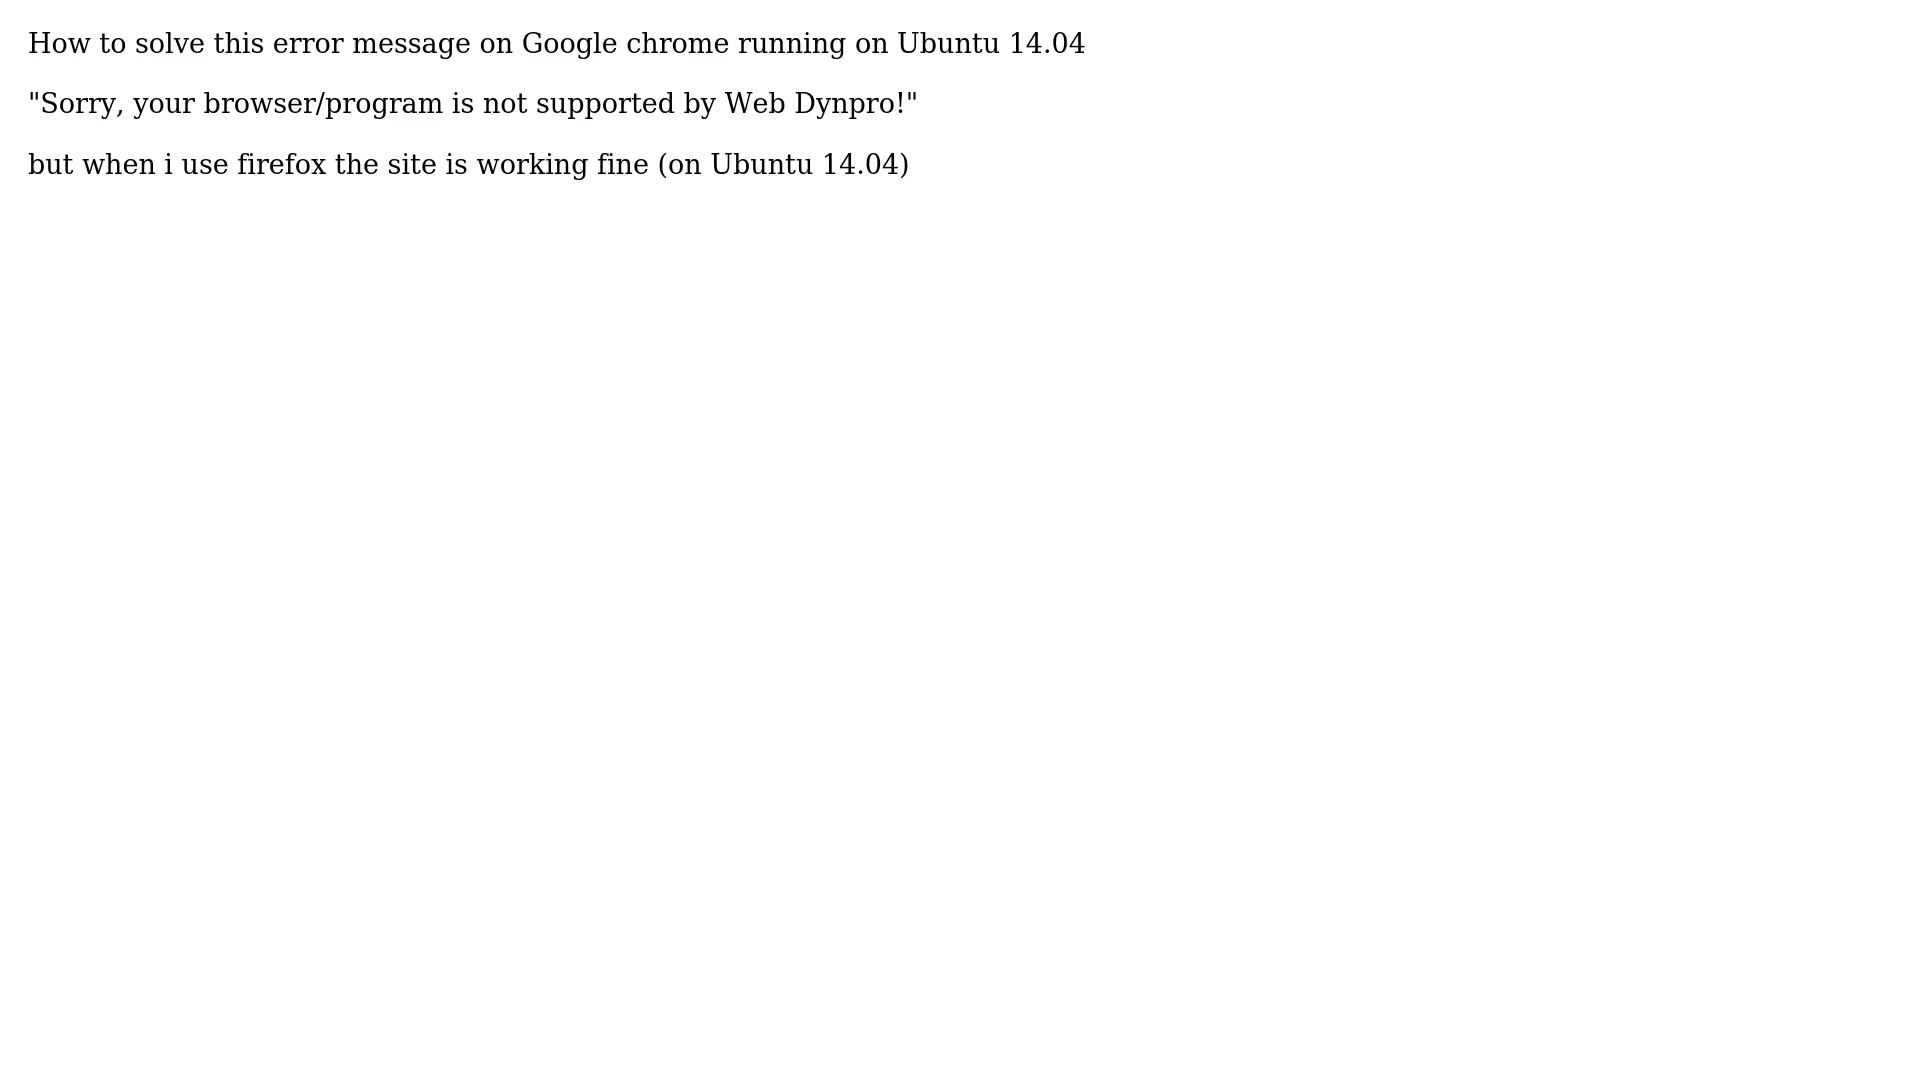 How to solve this error message on Google chrome running on Ubuntu 14.04
"Sorry, your browser/program is not supported by Web Dynpro!"
but when i use firefox the site is working fine (on Ubuntu 14.04)